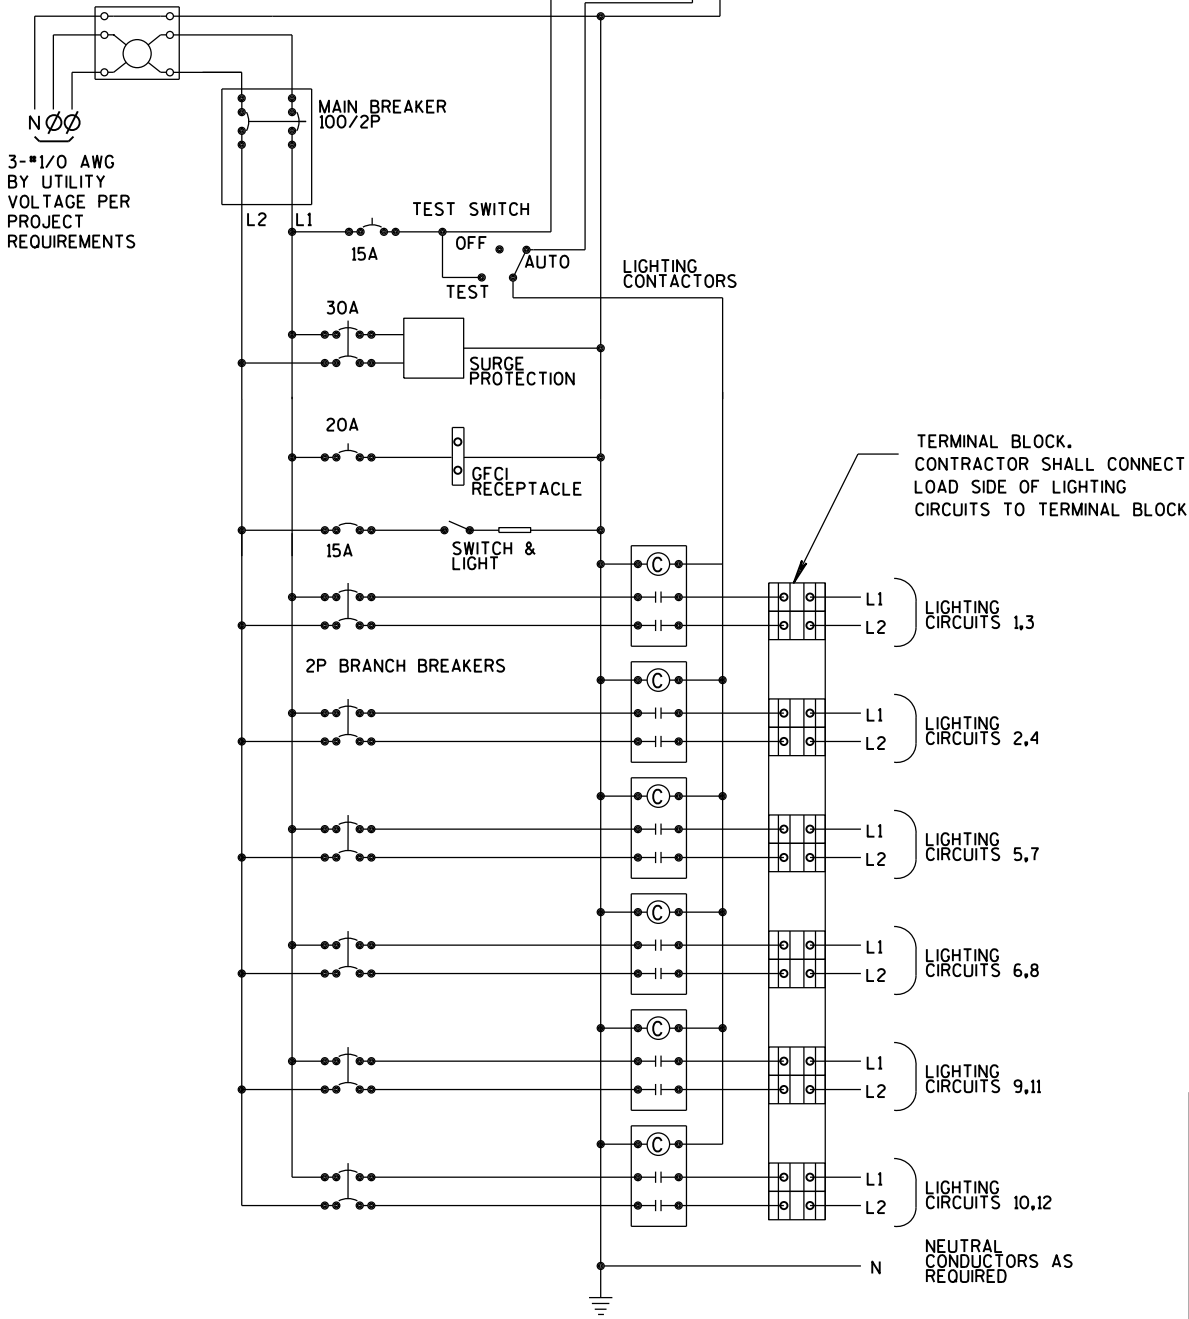 N ØØ
3-#1/0 AWG
BY UTILITY
VOLTAGE PER
PROJECT
REQUIREMENTS
MAIN BREAKER
100/2P
L2
L1
TEST SWITCH
15A
OFF
AUTO
TEST
LIGHTING
CONTACTORS
30A
SURGE
PROTECTION
20A
GFCI
RECEPTACLE
15A
SWITCH &
LIGHT
TERMINAL BLOCK.
CONTRACTOR SHALL CONNECT
LOAD SIDE OF LIGHTING
CIRCUITS TO TERMINAL BLOCK
C
L1
L2
LIGHTING
CIRCUITS 1,3
2P BRANCH BREAKERS
C
L1
L2
LIGHTING
CIRCUITS 2,4
C
L1
L2
LIGHTING
CIRCUITS 5,7
C
L1
L2
LIGHTING
CIRCUITS 6,8
C
L1
L2
LIGHTING
CIRCUITS 9,11
C
L1
L2
LIGHTING
CIRCUITS 10,12
N
NEUTRAL
CONDUCTORS AS
REQUIRED